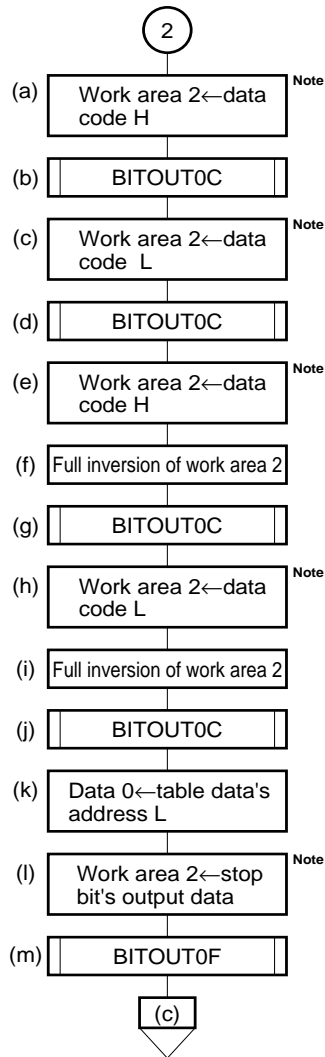 2
(a)
Work area 2←data
code H
Note
(b)
BITOUT0C
(c)
Work area 2←data
code L
Note
(d)
BITOUT0C
(e)
Work area 2←data
code H
Note
(f)
Full inversion of work area 2
(g)
BITOUT0C
(h)
Work area 2←data
code L
Note
(i)
Full inversion of work area 2
(j)
BITOUT0C
(k)
Data 0←table data's
address L
(l)
Work area 2←stop
bit's output data
Note
(m)
BITOUT0F
(c)